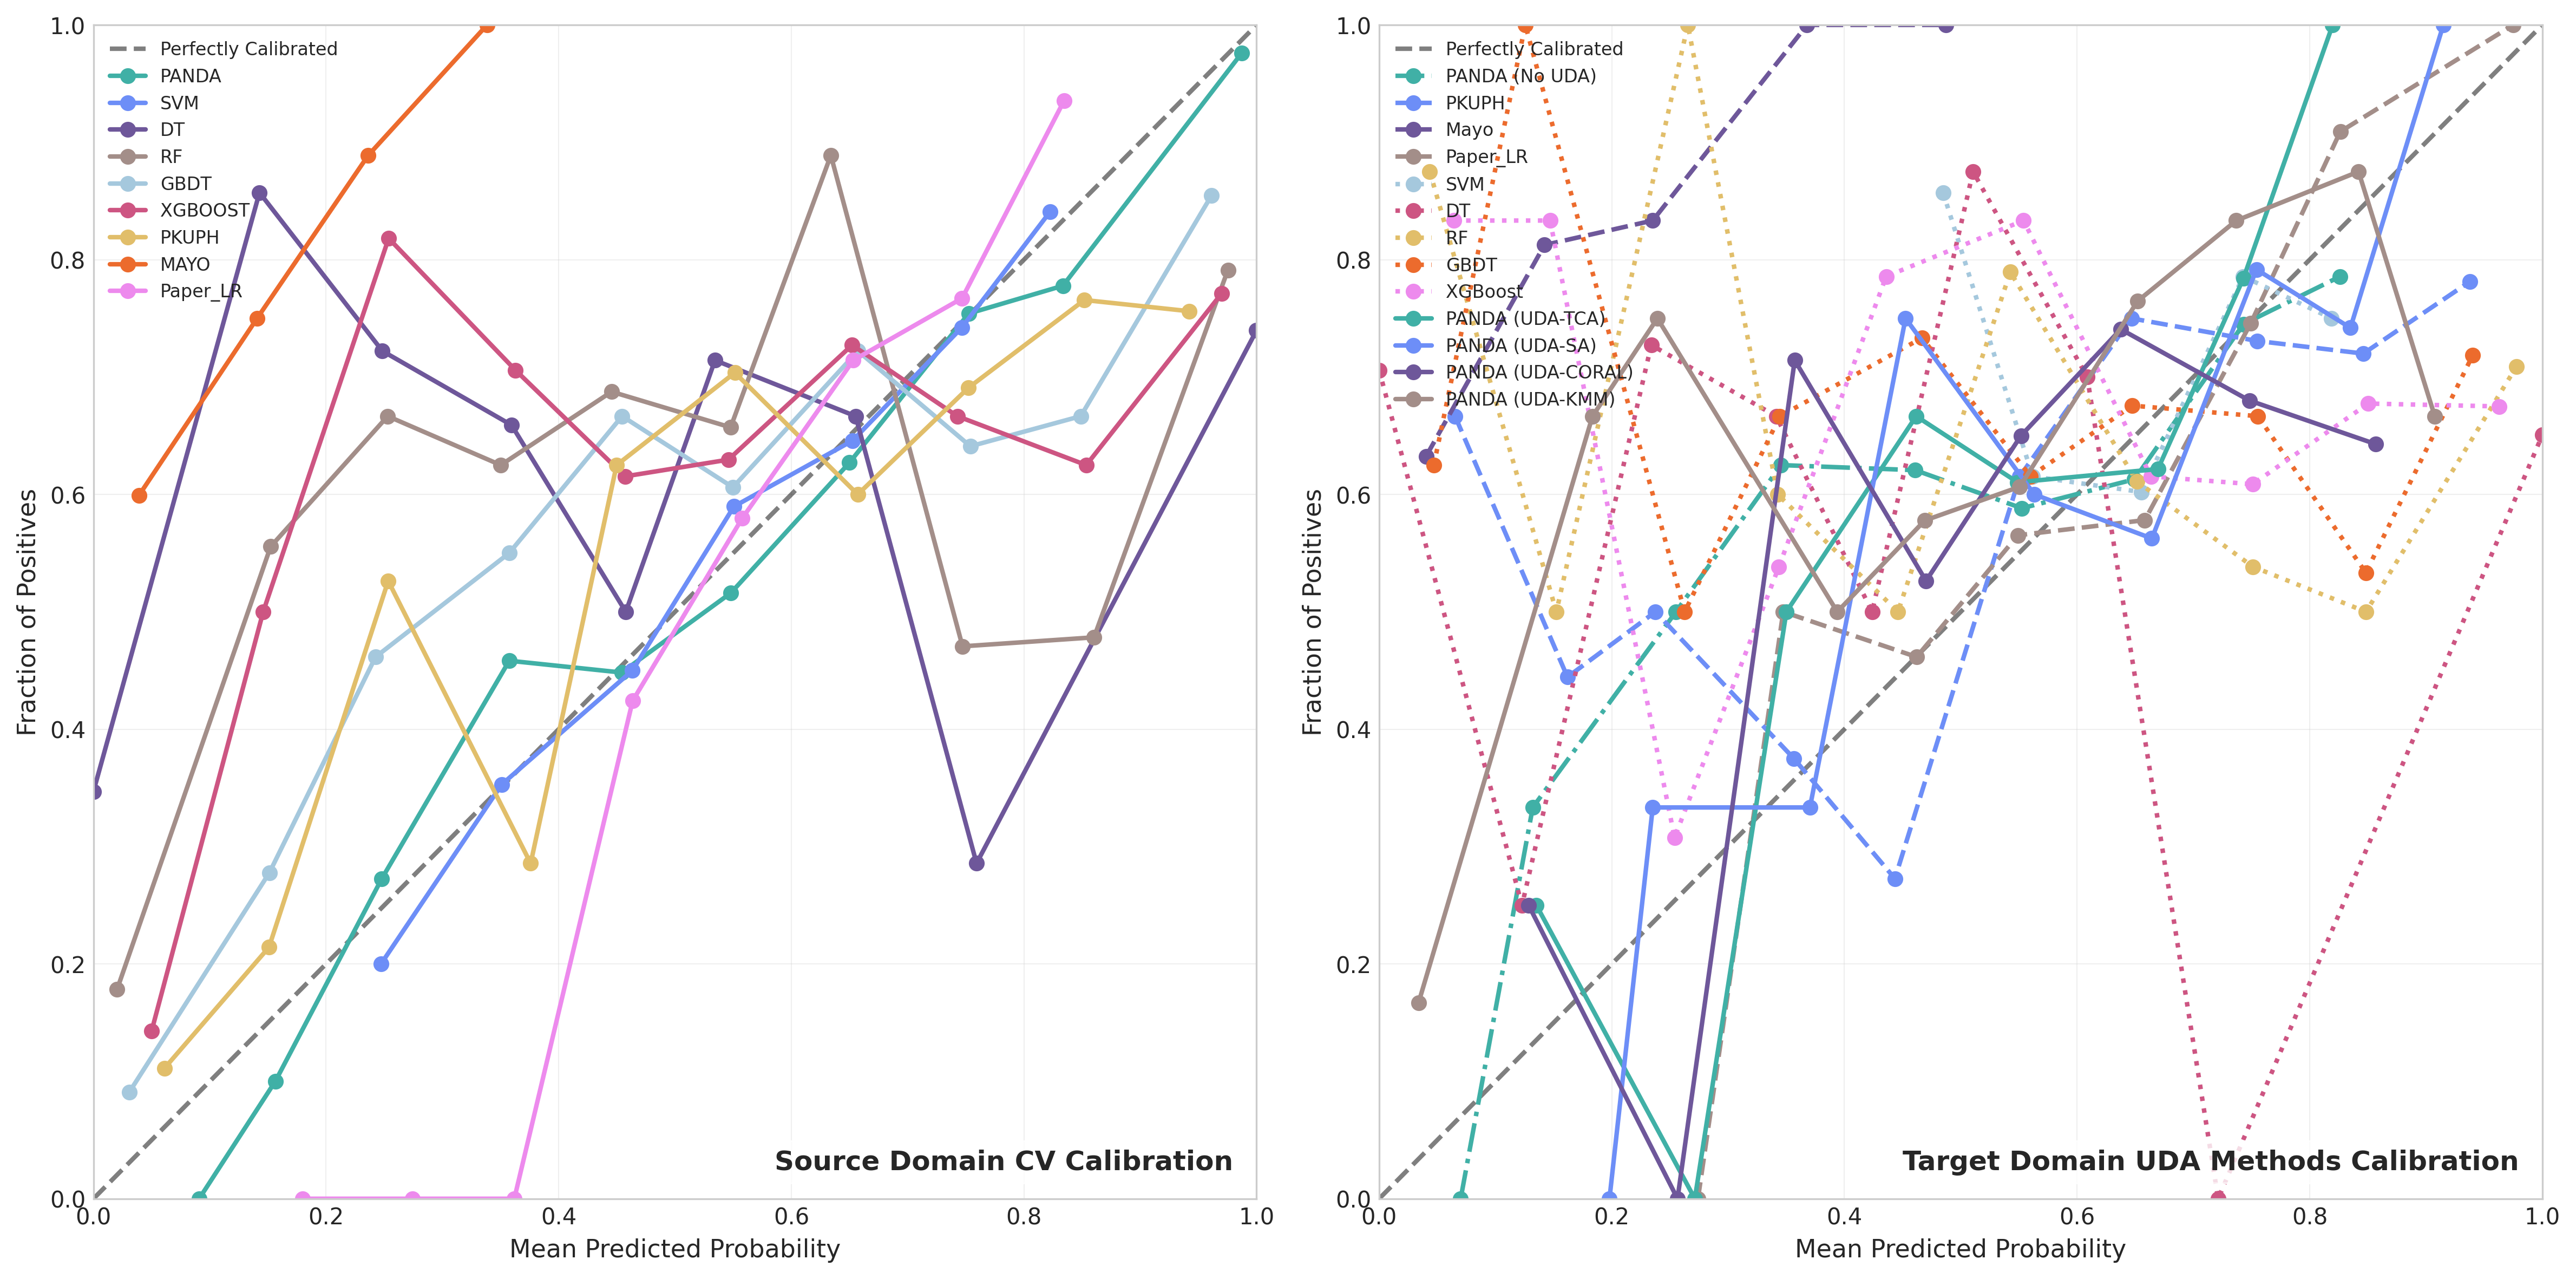 1.0
0.8
0.6
0.4
0.2
0.0
Fraction of Positives
Perfectly Calibrated
PANDA
SVM
DT
RF
GBDT
XGBOOST
PKUPH
MAYO
Paper_LR
Source Domain CV Calibration
0.0 0.2 0.4 0.6 0.8 1.0
Mean Predicted Probability
1.0
0.8
0.6
0.4
0.2
0.0
Fraction of Positives
Perfectly Calibrated
PANDA (No UDA)
PKUPH
Mayo
Paper_LR
SVM
DT
RF
GBDT
XGBoost
PANDA (UDA-TCA)
PANDA (UDA-SA)
PANDA (UDA-CORAL)
PANDA (UDA-KMM)
Target Domain UDA Methods Calibration
0.0 0.2 0.4 0.6 0.8 1.0
Mean Predicted Probability